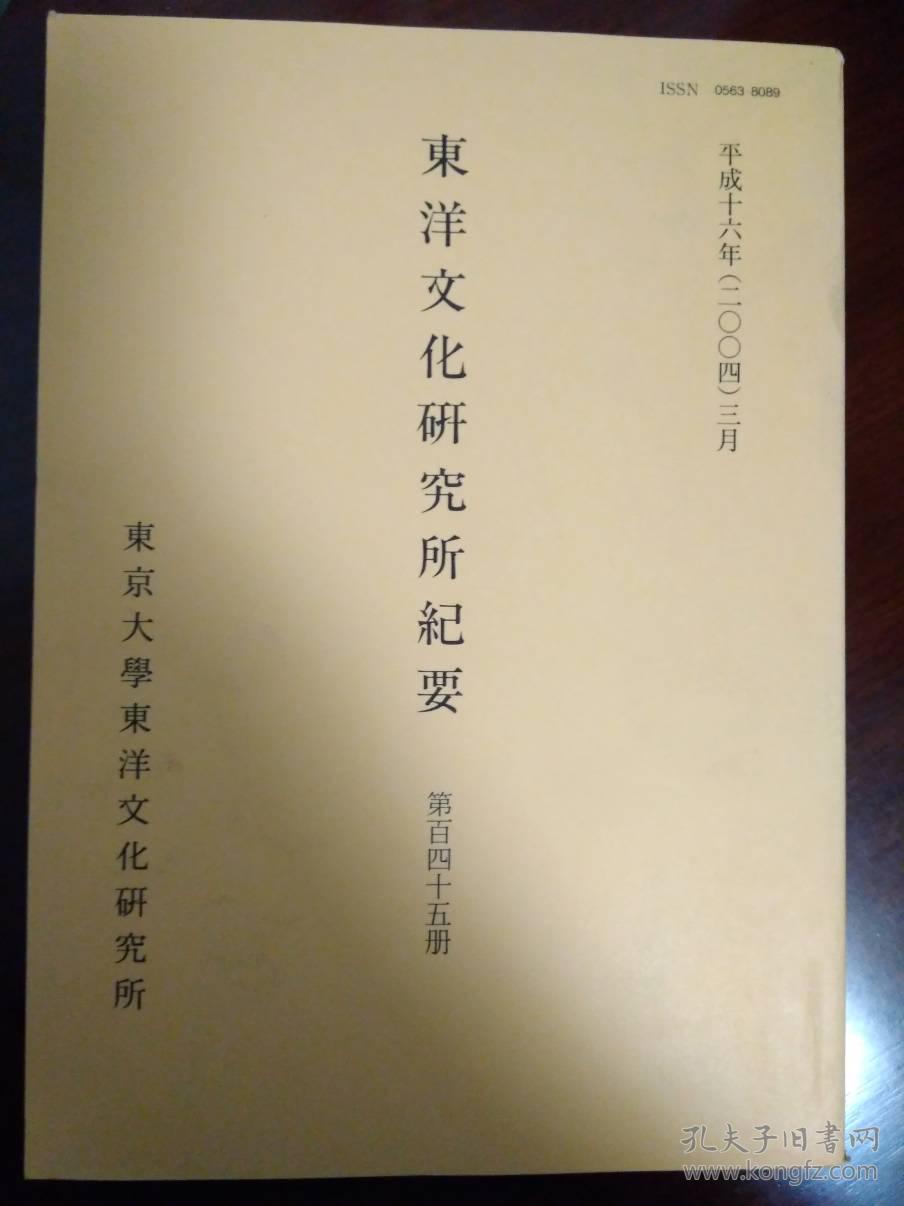 ISSN 0563 8089
平成十六年(二〇〇四)三月
東洋文化硏究所紀要
第百四十五册
東京大學東洋文化硏究所
孔夫子旧书网
www.kongfz.com